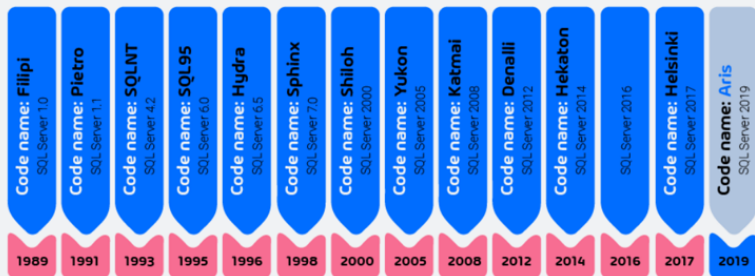 Code name: Filipi
SQL Server 1.0
Code name: Pietro
SQL Server 1.1
Code name: SQLNT
SQL Server 4.2
Code name: SQL95
SQL Server 6.0
Code name: Hydra
SQL Server 6.5
Code name: Sphinx
SQL Server 7.0
Code name: Shiloh
SQL Server 2000
Code name: Yukon
SQL Server 2005
Code name: Katmai
SQL Server 2008
Code name: Denalli
SQL Server 2012
Code name: Hekaton
SQL Server 2014
SQL Server 2016
Code name: Helsinki
SQL Server 2017
Code name: Aris
SQL Server 2019
1989
1991
1993
1995
1996
1998
2000
2005
2008
2012
2014
2016
2017
2019